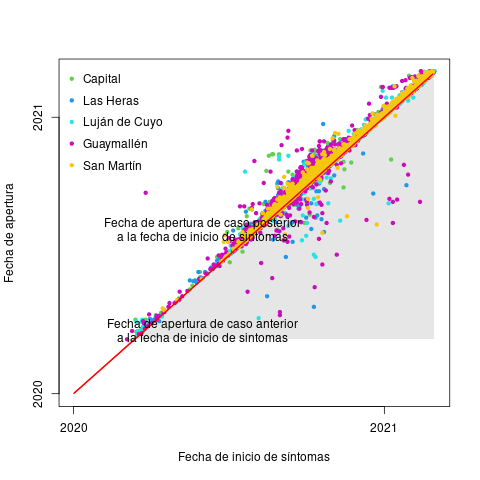 Capital
Las Heras
Luján de Cuyo
Guaymallén
San Martín
Fecha de apertura de caso posterior
a la fecha de inicio de síntomas
Fecha de apertura de caso anterior
a la fecha de inicio de sintomas
2021
2020
Fecha de apertura
2020
2021
Fecha de inicio de síntomas